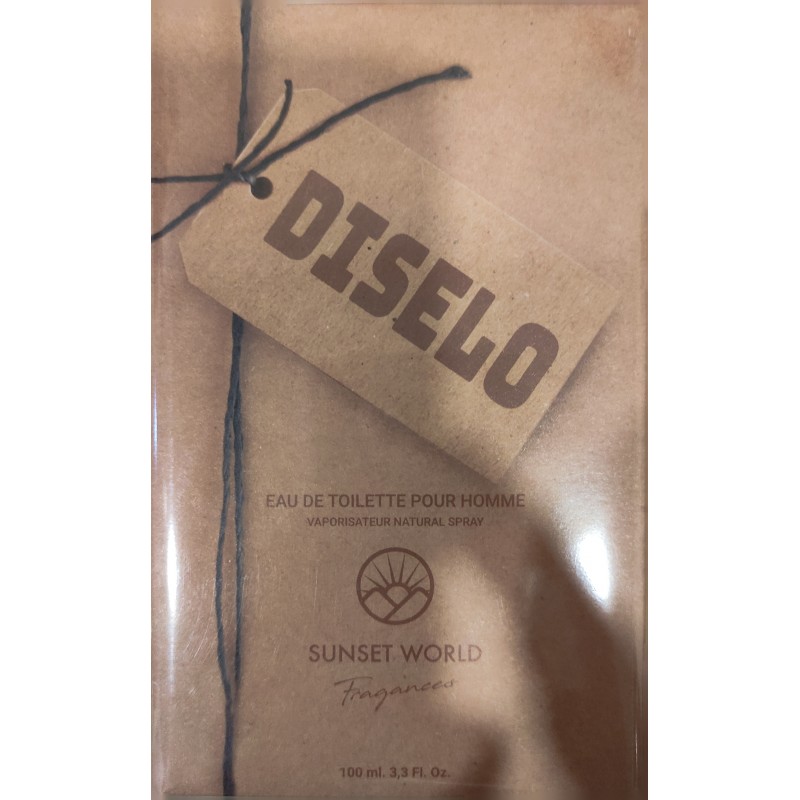 DISELO
EAU DE TOILETTE POUR HOMME
VAPORISATEUR NATURAL SPRAY
SUNSET WORLD
Fragances
100 ml. 3,3 Fl. Oz.